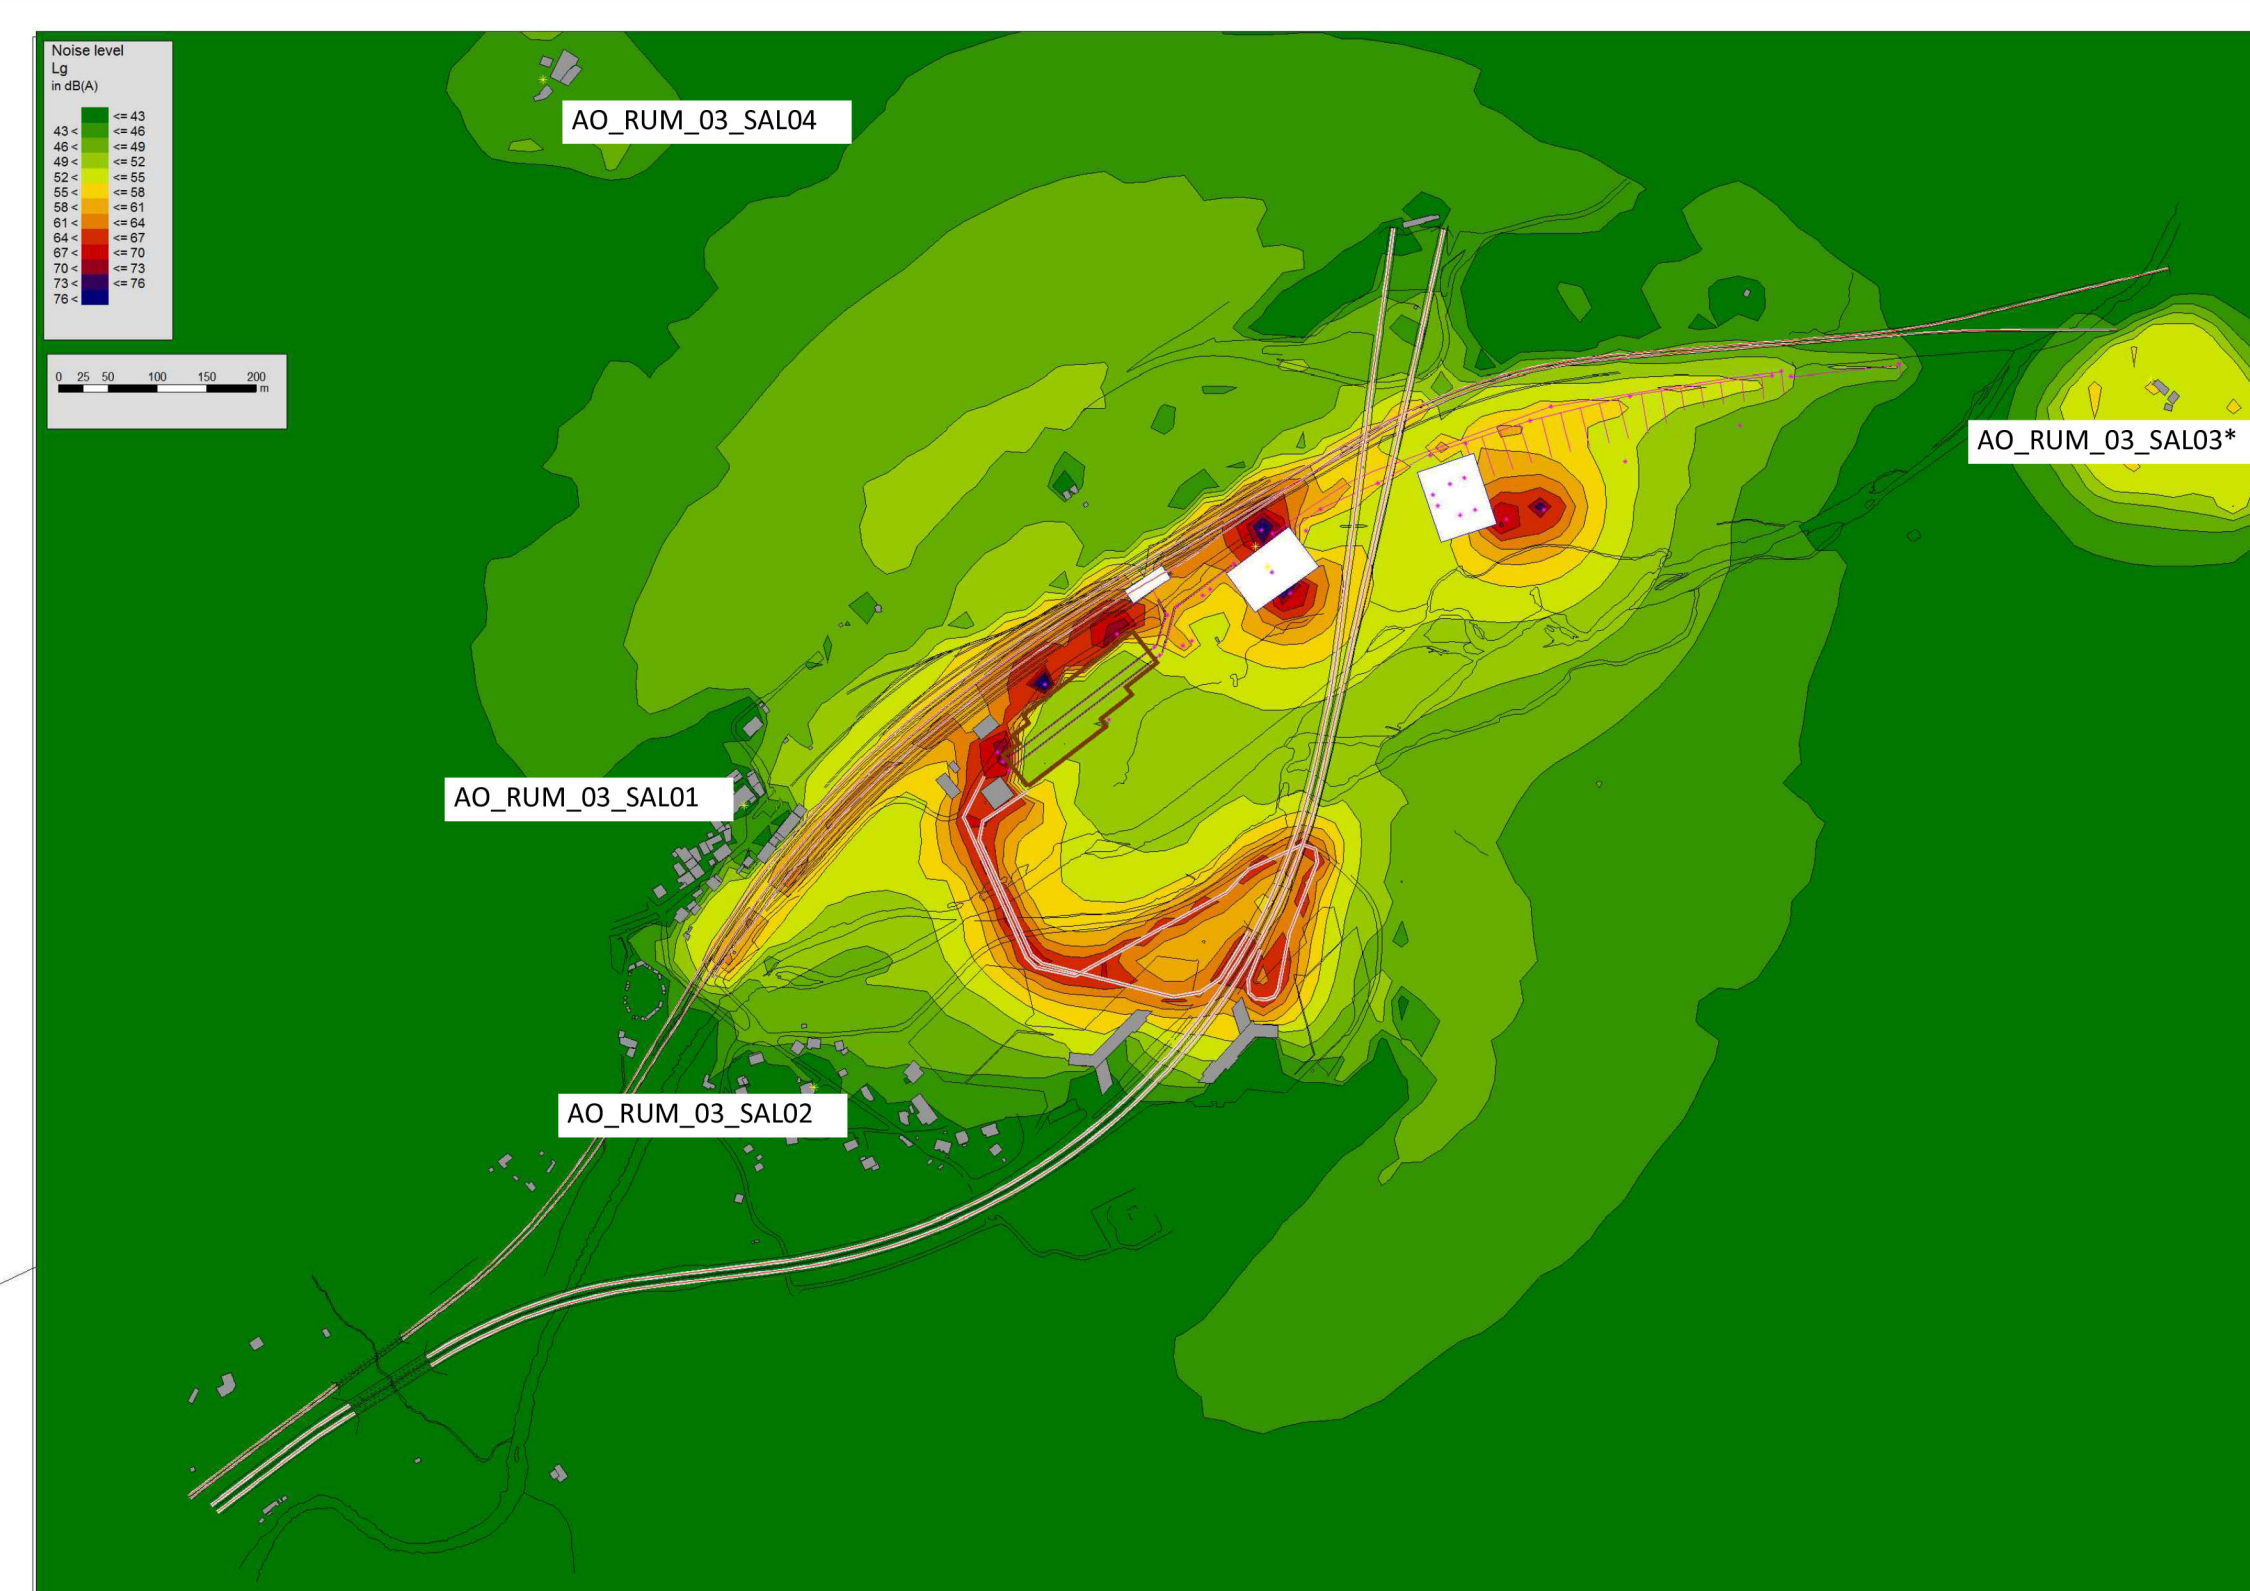 Noise level
Lg
in dB(A)
<= 43
43 < <= 46
46 < <= 49
49 < <= 52
52 < <= 55
55 < <= 58
58 < <= 61
61 < <= 64
64 < <= 67
67 < <= 70
70 < <= 73
73 < <= 76
76 <
0 25 50 100 150 200
m
AO_RUM_03_SAL04
AO_RUM_03_SAL03*
AO_RUM_03_SAL01
AO_RUM_03_SAL02